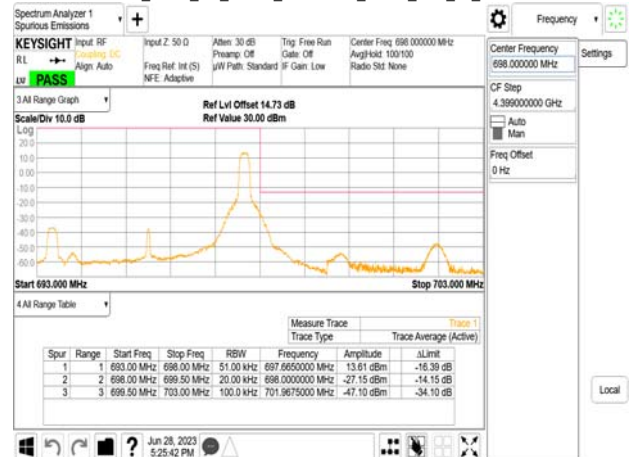 Spectrum Analyzer 1
Spurious Emissions
+
Frequency
KEYSIGHT Input: RF Input Z: 50 Ω Atten: 30 dB Trig: Free Run Center Freq: 698.000000 MHz
RL Coupling: DC Preamp: Off Gate: Off Avg|Hold: 100/100
Align: Auto Freq Ref: Int (S) µW Path: Standard IF Gain: Low Radio Std: None
LW PASS NFE: Adaptive
Center Frequency
698.000000 MHz
Settings
CF Step
4.399000000 GHz
Auto
Man
Freq Offset
0 Hz
Local
3 All Range Graph
Ref Lvl Offset 14.73 dB
Scale/Div 10.0 dB Ref Value 30.00 dBm
Log
20.0
10.0
0.00
-10.0
-20.0
-30.0
-40.0
-50.0
-60.0
Start 693.000 MHz Stop 703.000 MHz
4 All Range Table
Measure Trace Trace 1
Trace Type Trace Average (Active)
Spur Range Start Freq Stop Freq RBW Frequency Amplitude ΔLimit
1 1 693.00 MHz 698.00 MHz 51.00 kHz 697.6650000 MHz 13.61 dBm -16.39 dB
2 2 698.00 MHz 699.50 MHz 20.00 kHz 698.0000000 MHz -27.15 dBm -14.15 dB
3 3 699.50 MHz 703.00 MHz 100.0 kHz 701.9675000 MHz -47.10 dBm -34.10 dB
? Jun 28, 2023
5:25:42 PM